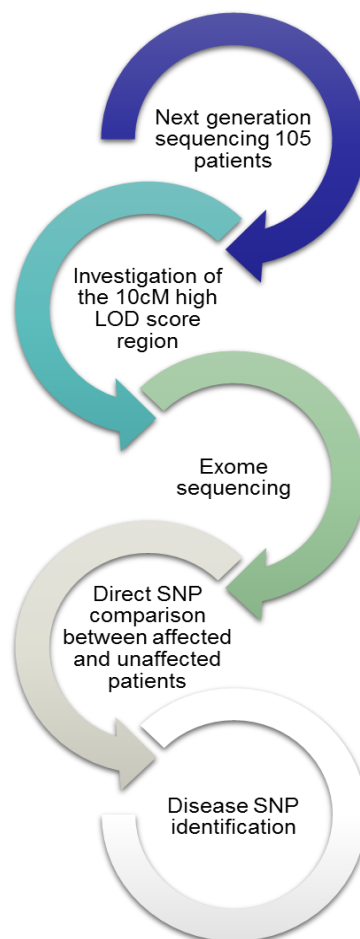 Next generation
sequencing 105
patients
Investigation of
the 10cM high
LOD score
region
Exome
sequencing
Direct SNP
comparison
between affected
and unaffected
patients
Disease SNP
identification